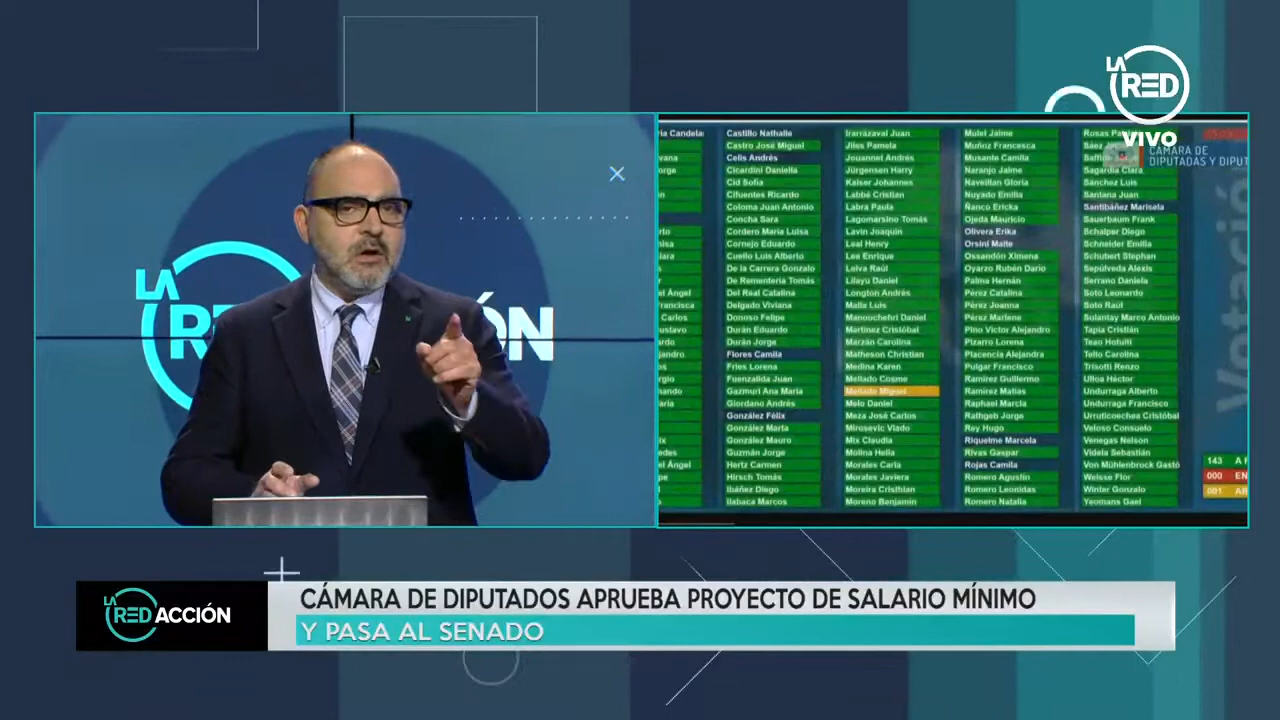 LA
RED
VIVO
CÁMARA DE
DIPUTADAS Y DIPUT
LA
RED
IÓN
Castillo Nathalie
Castro José Miguel
Celis Andrés
Cicardini Daniella
Cid Sofía
Cifuentes Ricardo
Coloma Juan Antonio
Concha Sara
Cordero María Luisa
Cornejo Eduardo
Cuello Luis Alberto
De la Carrera Gonzalo
De Rementería Tomás
Del Real Catalina
Delgado Viviana
Donoso Felipe
Durán Eduardo
Durán Jorge
Flores Camila
Fries Lorena
Fuenzalida Juan
Gazmuri Ana María
Giordano Andrés
González Félix
González Marta
González Mauro
Guzmán Jorge
Hertz Carmen
Hirsch Tomás
Ibáñez Diego
Ilabaca Marcos
Irarrázaval Juan
Jiles Pamela
Jouannet Andrés
Jürgensen Harry
Kaiser Johannes
Labbé Cristian
Labra Paula
Lagomarsino Tomás
Lavín Joaquín
Leal Henry
Lee Enrique
Leiva Raúl
Lilayu Daniel
Longton Andrés
Malla Luis
Manouchehri Daniel
Martínez Cristóbal
Marzán Carolina
Matheson Christian
Medina Karen
Mellado Cosme
Mellado Miguel
Melo Daniel
Meza José Carlos
Mirosevic Vlado
Mix Claudia
Molina Helia
Morales Carla
Morales Javiera
Moreira Cristhian
Moreno Benjamín
Mulet Jaime
Muñoz Francesca
Musante Camila
Naranjo Jaime
Naveillan Gloria
Nuyado Emilia
Ñanco Ericka
Ojeda Mauricio
Olivera Erika
Orsini Maite
Ossandón Ximena
Oyarzo Rubén Darío
Palma Hernán
Pérez Catalina
Pérez Joanna
Pérez Marlene
Pino Víctor Alejandro
Pizarro Lorena
Placencia Alejandra
Pulgar Francisco
Ramírez Guillermo
Ramírez Matías
Raphael Marcia
Rathgeb Jorge
Rey Hugo
Riquelme Marcela
Rivas Gaspar
Rojas Camila
Romero Agustín
Romero Leonidas
Romero Natalia
Sagardía Clara
Sánchez Luis
Santana Juan
Santibáñez Marisela
Sauerbaum Frank
Schalper Diego
Schneider Emilia
Schubert Stephan
Sepúlveda Alexis
Serrano Daniela
Soto Leonardo
Soto Raúl
Sulantay Marco Antonio
Tapia Cristián
Teao Hotuiti
Tello Carolina
Trisotti Renzo
Ulloa Héctor
Undurraga Alberto
Undurraga Francisco
Urruticoechea Cristóbal
Veloso Consuelo
Venegas Nelson
Videla Sebastián
Von Mühlenbrock Gastó
Weisse Flor
Winter Gonzalo
Yeomans Gael
Votació
143 A F
000 EN
001 AB
LA
RED ACCIÓN
CÁMARA DE DIPUTADOS APRUEBA PROYECTO DE SALARIO MÍNIMO
Y PASA AL SENADO